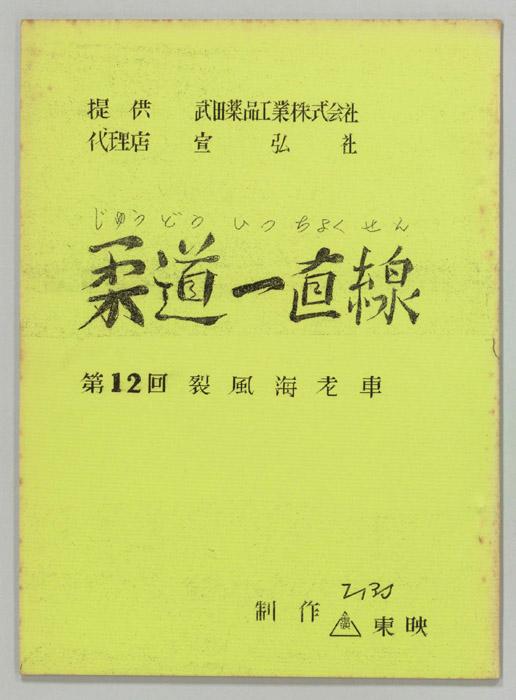 提供 武田薬品工業株式会社
代理店 宣弘社
じゅうどういっちょくせん
柔道一直線
第12回 裂風海老車
制作 東映